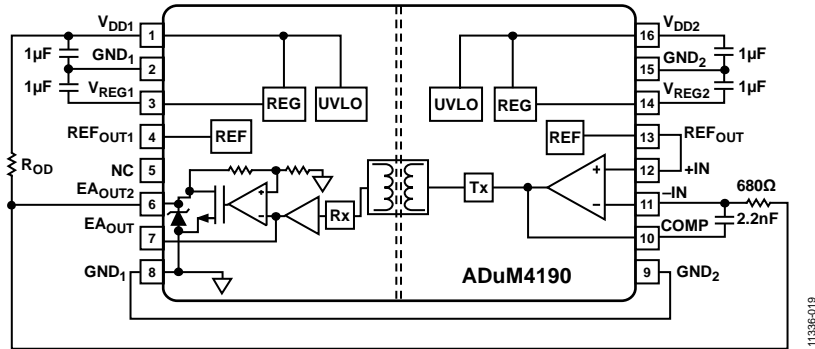 VDD1
1
16
VDD2
1µF
GND1
2
15
GND2
1µF
1µF
VREG1
3
REG
UVLO
UVLO
REG
14
VREG2
1µF
REFOUT1
4
REF
REF
13
REFOUT
ROD
NC
5
12
+IN
EAOUT2
6
+
−
Rx
Tx
+
−
11
−IN
680Ω
EAOUT
7
10
COMP
2.2nF
GND1
8
ADuM4190
9
GND2
11336-019